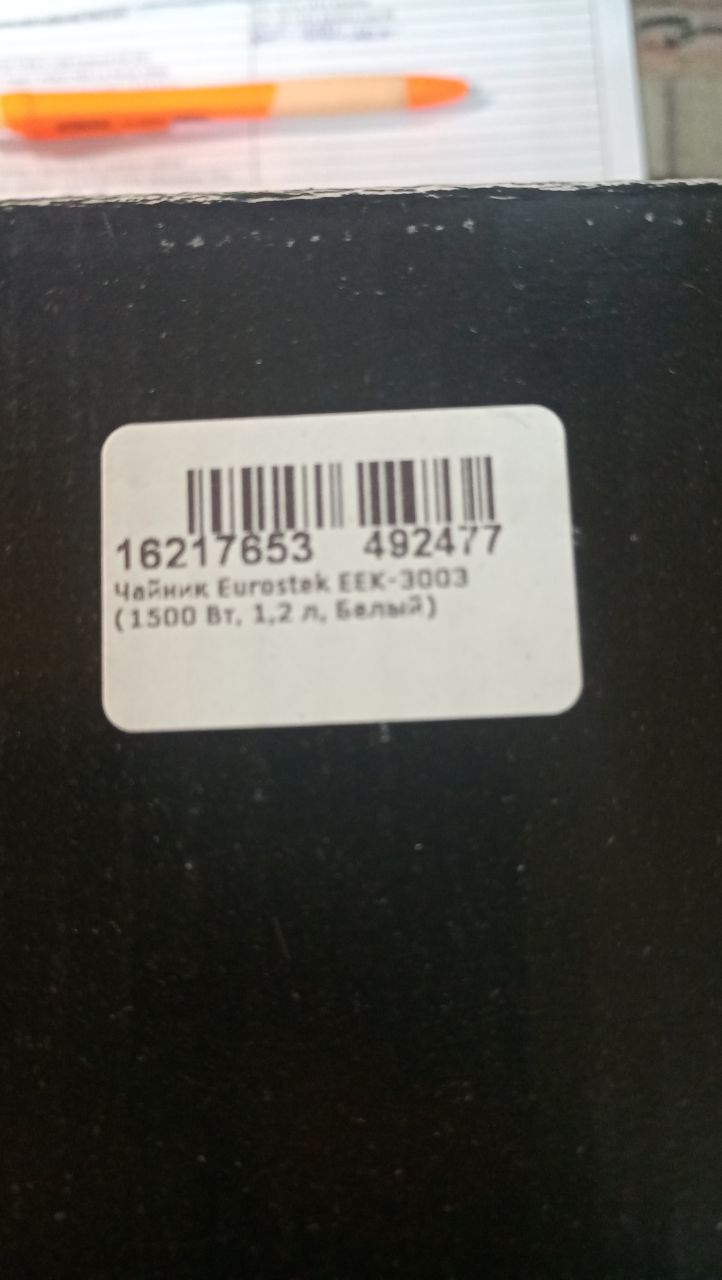 16217653 492477
Чайник Eurostek EEK-3003
(1500 Вт, 1,2 л, Белый)